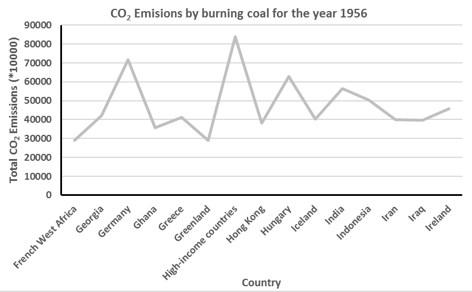 CO₂ Emisions by burning coal for the year 1956
Total CO₂ Emissions (*10000)
90000
80000
70000
60000
50000
40000
30000
20000
10000
0
French West Africa
Georgia
Germany
Ghana
Greece
Greenland
High-income countries
Hong Kong
Hungary
Iceland
India
Indonesia
Iran
Iraq
Ireland
Country